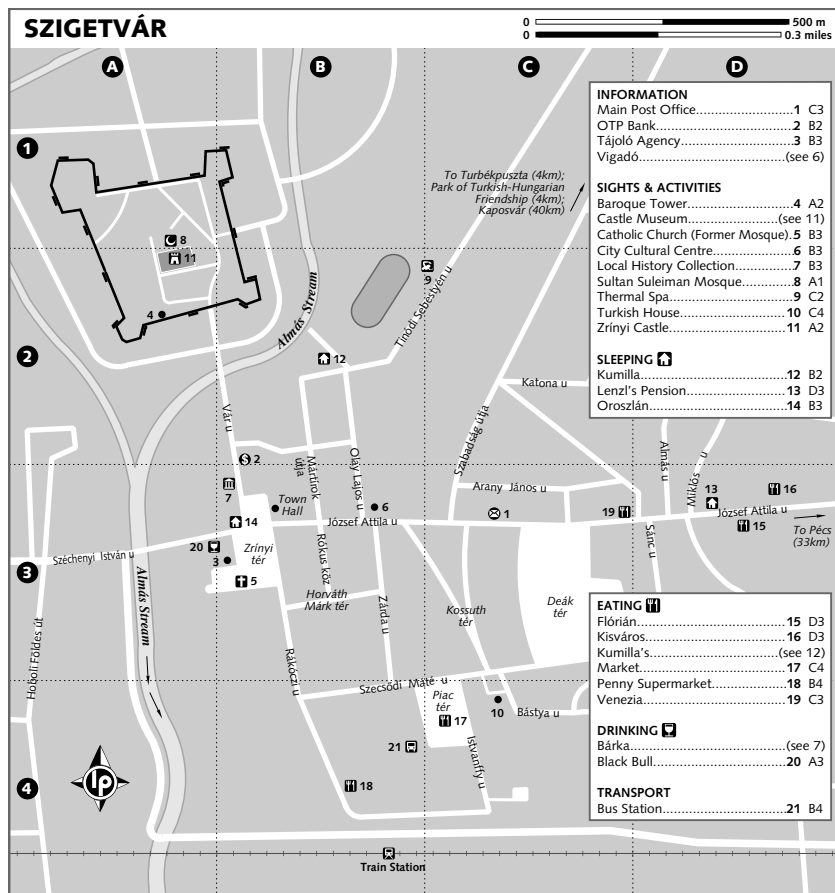 SZIGETVÁR
0 500 m
0 0.3 miles
A
B
C
D
1
2
3
4
INFORMATION
Main Post Office...........................1 C3
OTP Bank.......................................2 B2
Tájoló Agency................................3 B3
Vigadó....................................(see 6)
SIGHTS & ACTIVITIES
Baroque Tower..............................4 A2
Castle Museum......................(see 11)
Catholic Church (Former Mosque).5 B3
City Cultural Centre.......................6 B3
Local History Collection.................7 B3
Sultan Suleiman Mosque...............8 A1
Thermal Spa..................................9 C2
Turkish House..............................10 C4
Zrínyi Castle................................11 A2
SLEEPING
Kumilla........................................12 B2
Lenzl's Pension............................13 D3
Oroszlán......................................14 B3
To Turbékpuszta (4km);
Park of Turkish-Hungarian
Friendship (4km);
Kaposvár (40km)
8
11
4
9
12
Almás Stream
Tinódi Sebestyén u
Katona u
Vár u
Szabadság útja
Almás u
Miklós u
2
Mártírok
útja
Olay Lajos u
7
Town
Hall
6
Arany János u
1
19
13
16
József Attila u
15
14
József Attila u
To Pécs
(33km)
Sánc u
20
Zrínyi
tér
3
5
Széchenyi István u
Almás Stream
Rókus köz
Horváth
Márk tér
Zárda u
Kossuth
tér
Deák
tér
Hoboli Földes út
Rákóczi u
Szecsődi Máté u
Piac
tér
17
10
Bástya u
21
Istvanffy u
18
lp
Train Station
EATING
Flórián.........................................15 D3
Kisváros.......................................16 D3
Kumilla's................................(see 12)
Market........................................17 C4
Penny Supermarket.....................18 B4
Venezia.......................................19 C3
DRINKING
Bárka......................................(see 7)
Black Bull....................................20 A3
TRANSPORT
Bus Station..................................21 B4